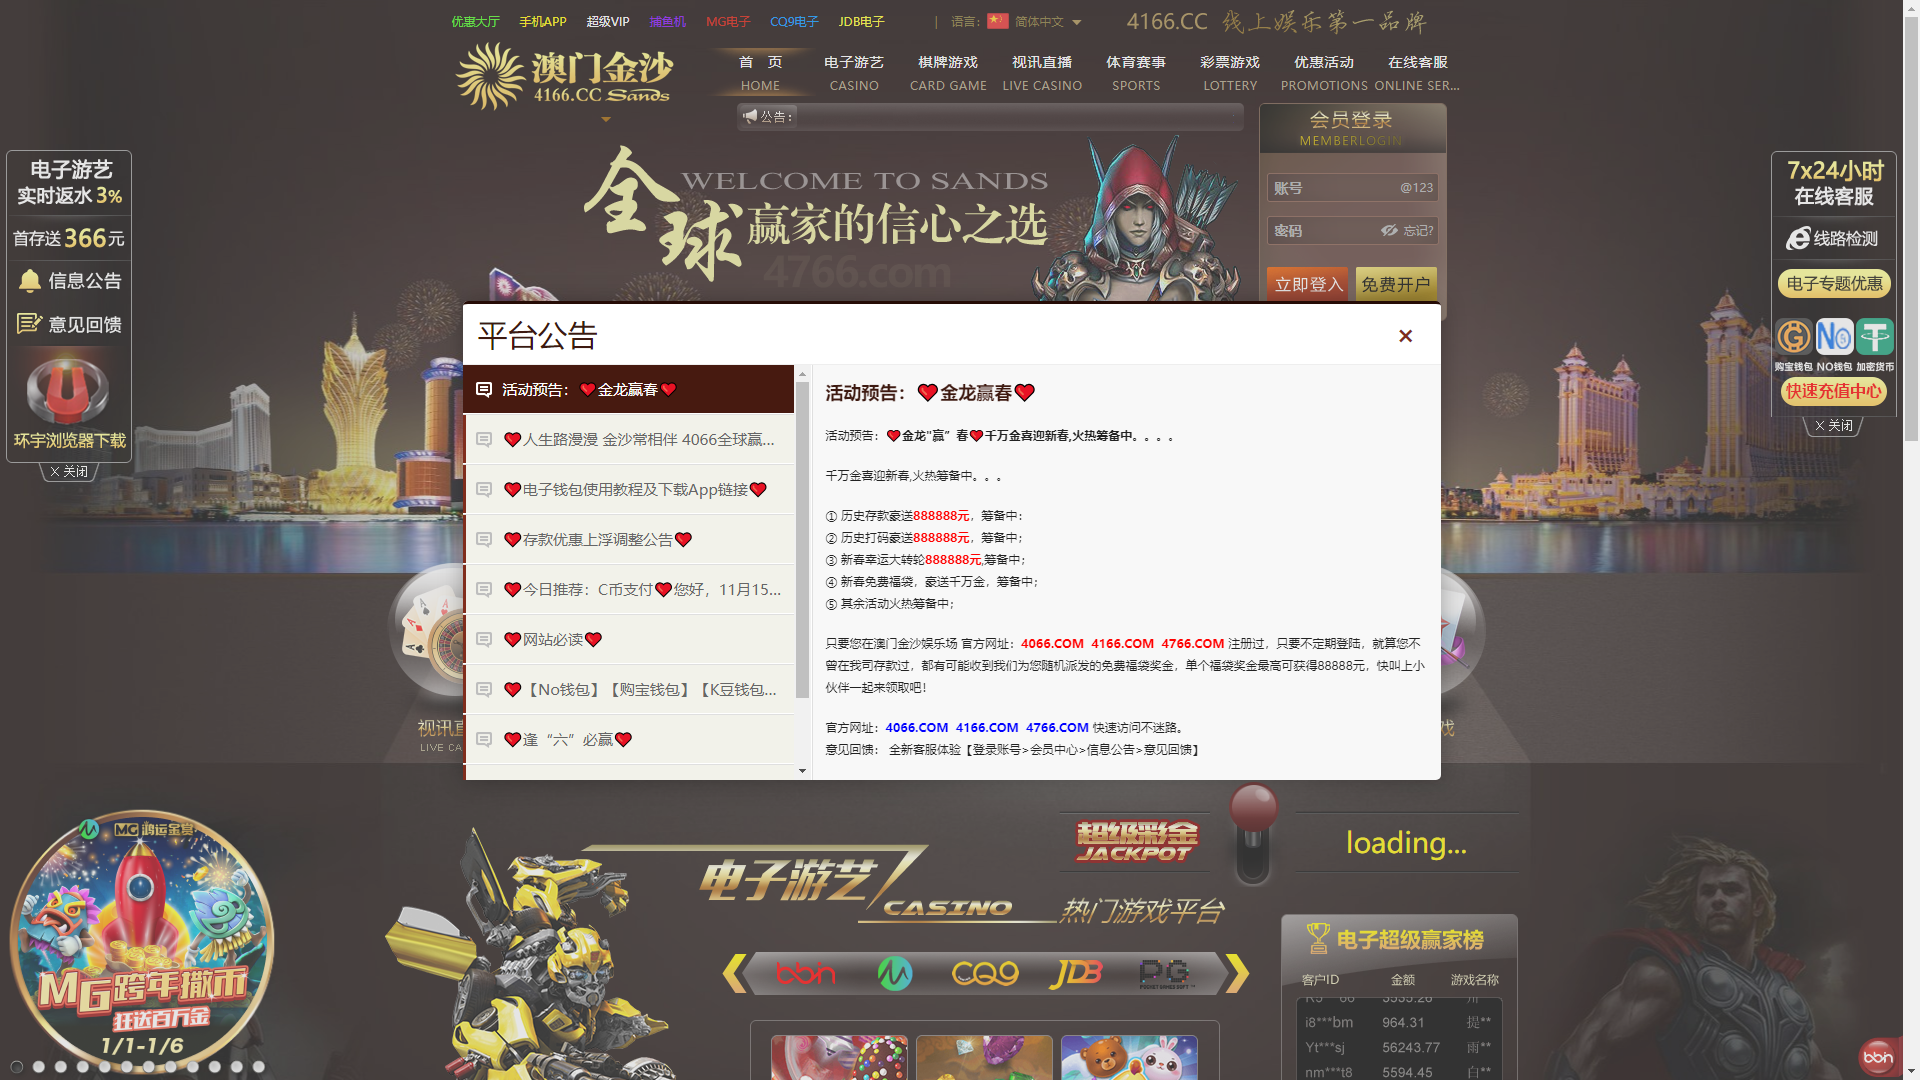 优惠大厅 手机APP 超级VIP 捕鱼机 MG电子 CQ9电子 JDB电子 | 语言: 简体中文 4166.CC 线上娱乐第一品牌
澳门金沙
4166.CC Sands
首 页 电子游艺 棋牌游戏 视讯直播 体育赛事 彩票游戏 优惠活动 在线客服
HOME CASINO CARD GAME LIVE CASINO SPORTS LOTTERY PROMOTIONS ONLINE SER...
公告：
会员登录
MEMBERLOGIN
账号 @123
密码 忘记?
立即登入 免费开户
WELCOME TO SANDS
全球赢家的信心之选
4766.com
电子游艺
实时返水 3%
首存送 366元
信息公告
意见回馈
环宇浏览器下载
X 关闭
7x24小时
在线客服
线路检测
电子专题优惠
NO
购宝钱包 NO钱包 加密货币
快速充值中心
X 关闭
平台公告
×
活动预告：❤金龙赢春❤
❤人生路漫漫 金沙常相伴 4066全球赢...
❤电子钱包使用教程及下载App链接❤
❤存款优惠上浮调整公告❤
❤今日推荐：C币支付❤您好，11月15...
❤网站必读❤
❤【No钱包】【购宝钱包】【K豆钱包...
❤逢“六”必赢❤
活动预告：❤金龙赢春❤
活动预告：❤金龙"赢”春❤千万金喜迎新春,火热筹备中。。。。
千万金喜迎新春,火热筹备中。。。
① 历史存款豪送888888元，筹备中；
② 历史打码豪送888888元，筹备中；
③ 新春幸运大转轮888888元,筹备中；
④ 新春免费福袋，豪送千万金，筹备中；
⑤ 其余活动火热筹备中；
只要您在澳门金沙娱乐场 官方网址：4066.COM 4166.COM 4766.COM 注册过，只要不定期登陆，就算您不
曾在我司存款过，都有可能收到我们为您随机派发的免费福袋奖金，单个福袋奖金最高可获得88888元，快叫上小
伙伴一起来领取吧！
官方网址：4066.COM 4166.COM 4766.COM 快速访问不迷路。
意见回馈： 全新客服体验【登录账号>会员中心>信息公告>意见回馈】
视讯直
LIVE CA
戏
超级彩金
JACKPOT
loading...
电子游艺
CASINO 热门游戏平台
bbin CQ9 JDB PG
POCKET GAMES SOFT
电子超级赢家榜
客户ID 金额 游戏名称
i8***bm 964.31 提**
Yt***sj 56243.77 雨**
nm***t8 5594.45 白**
MG 鸿运金赏
MG跨年撒币
狂送百万金
1/1-1/6
bbin